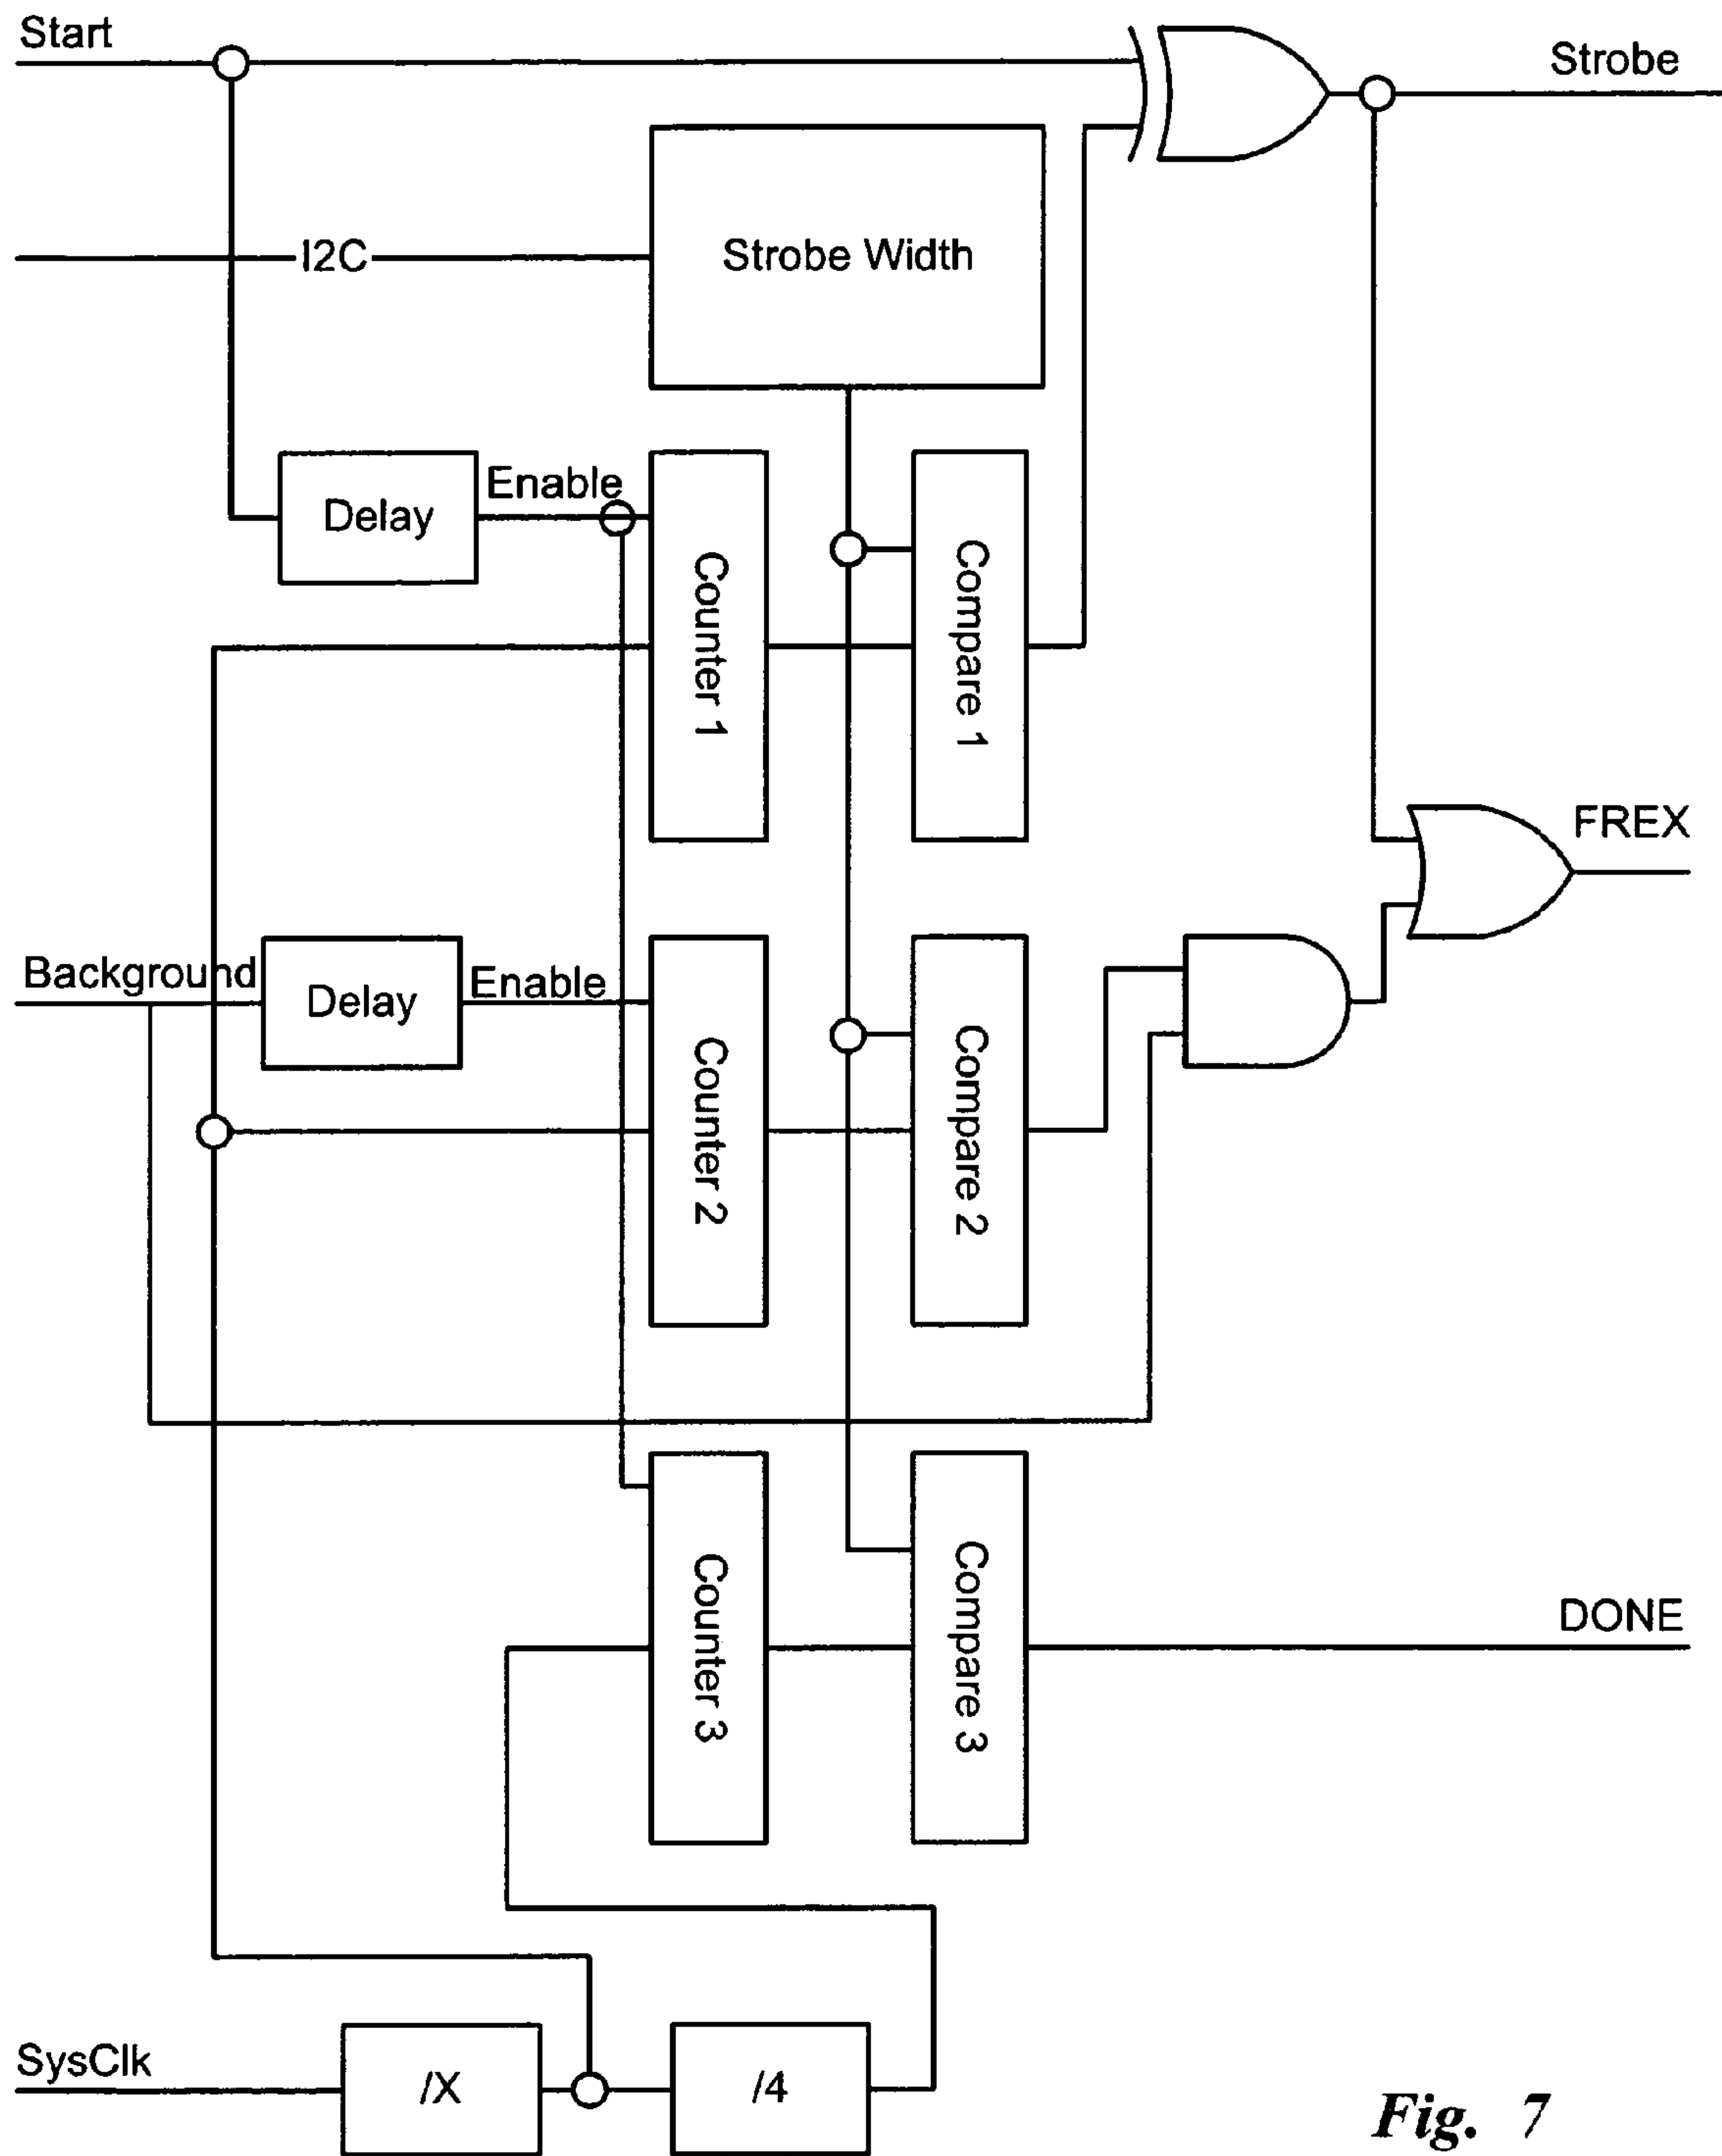 Start
Strobe
I2C
Strobe Width
Delay
Enable
Counter 1
Compare 1
FREX
Background
Delay
Enable
Counter 2
Compare 2
Counter 3
Compare 3
DONE
SysClk
/X
/4
Fig. 7